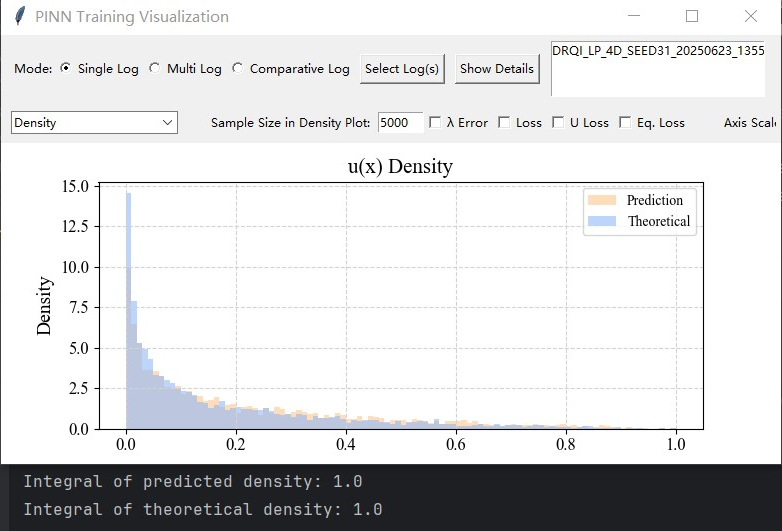 PINN Training Visualization
Mode: Single Log Multi Log Comparative Log Select Log(s) Show Details DRQI_LP_4D_SEED31_20250623_1355
Density Sample Size in Density Plot: 5000 λ Error Loss U Loss Eq. Loss Axis Scale
u(x) Density
15.0
12.5
10.0
7.5
5.0
2.5
0.0
Density
Prediction
Theoretical
0.0 0.2 0.4 0.6 0.8 1.0
Integral of predicted density: 1.0
Integral of theoretical density: 1.0